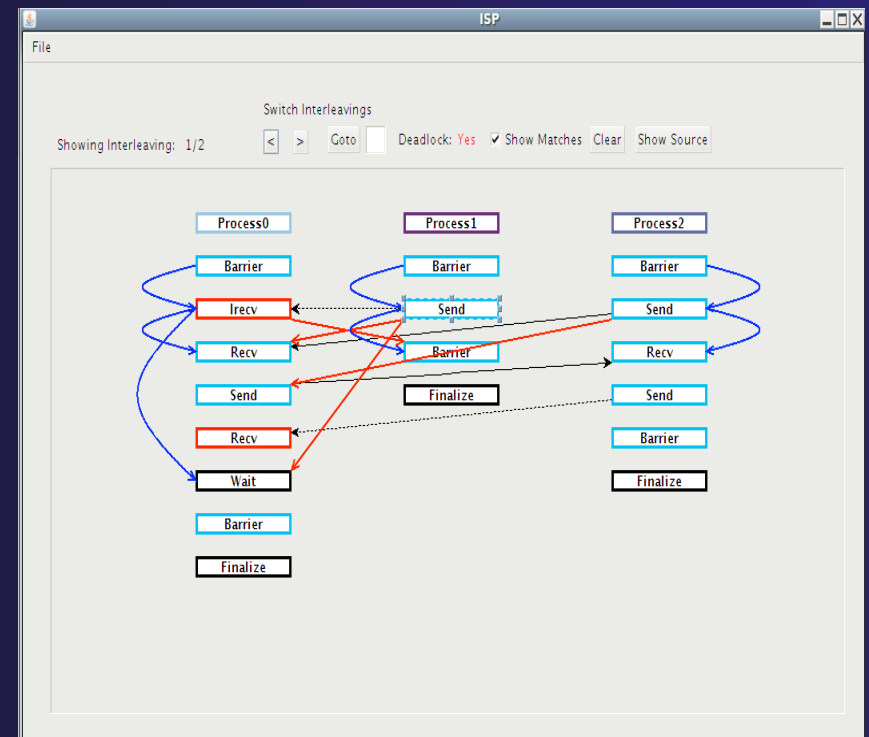 ISP
File
Switch Interleavings
Showing Interleaving: 1/2 < > Goto Deadlock: Yes Show Matches Clear Show Source
Process0 Process1 Process2
Barrier Barrier Barrier
Irecv Send Send
Recv Barrier Recv
Send Finalize Send
Recv Barrier
Wait Finalize
Barrier
Finalize